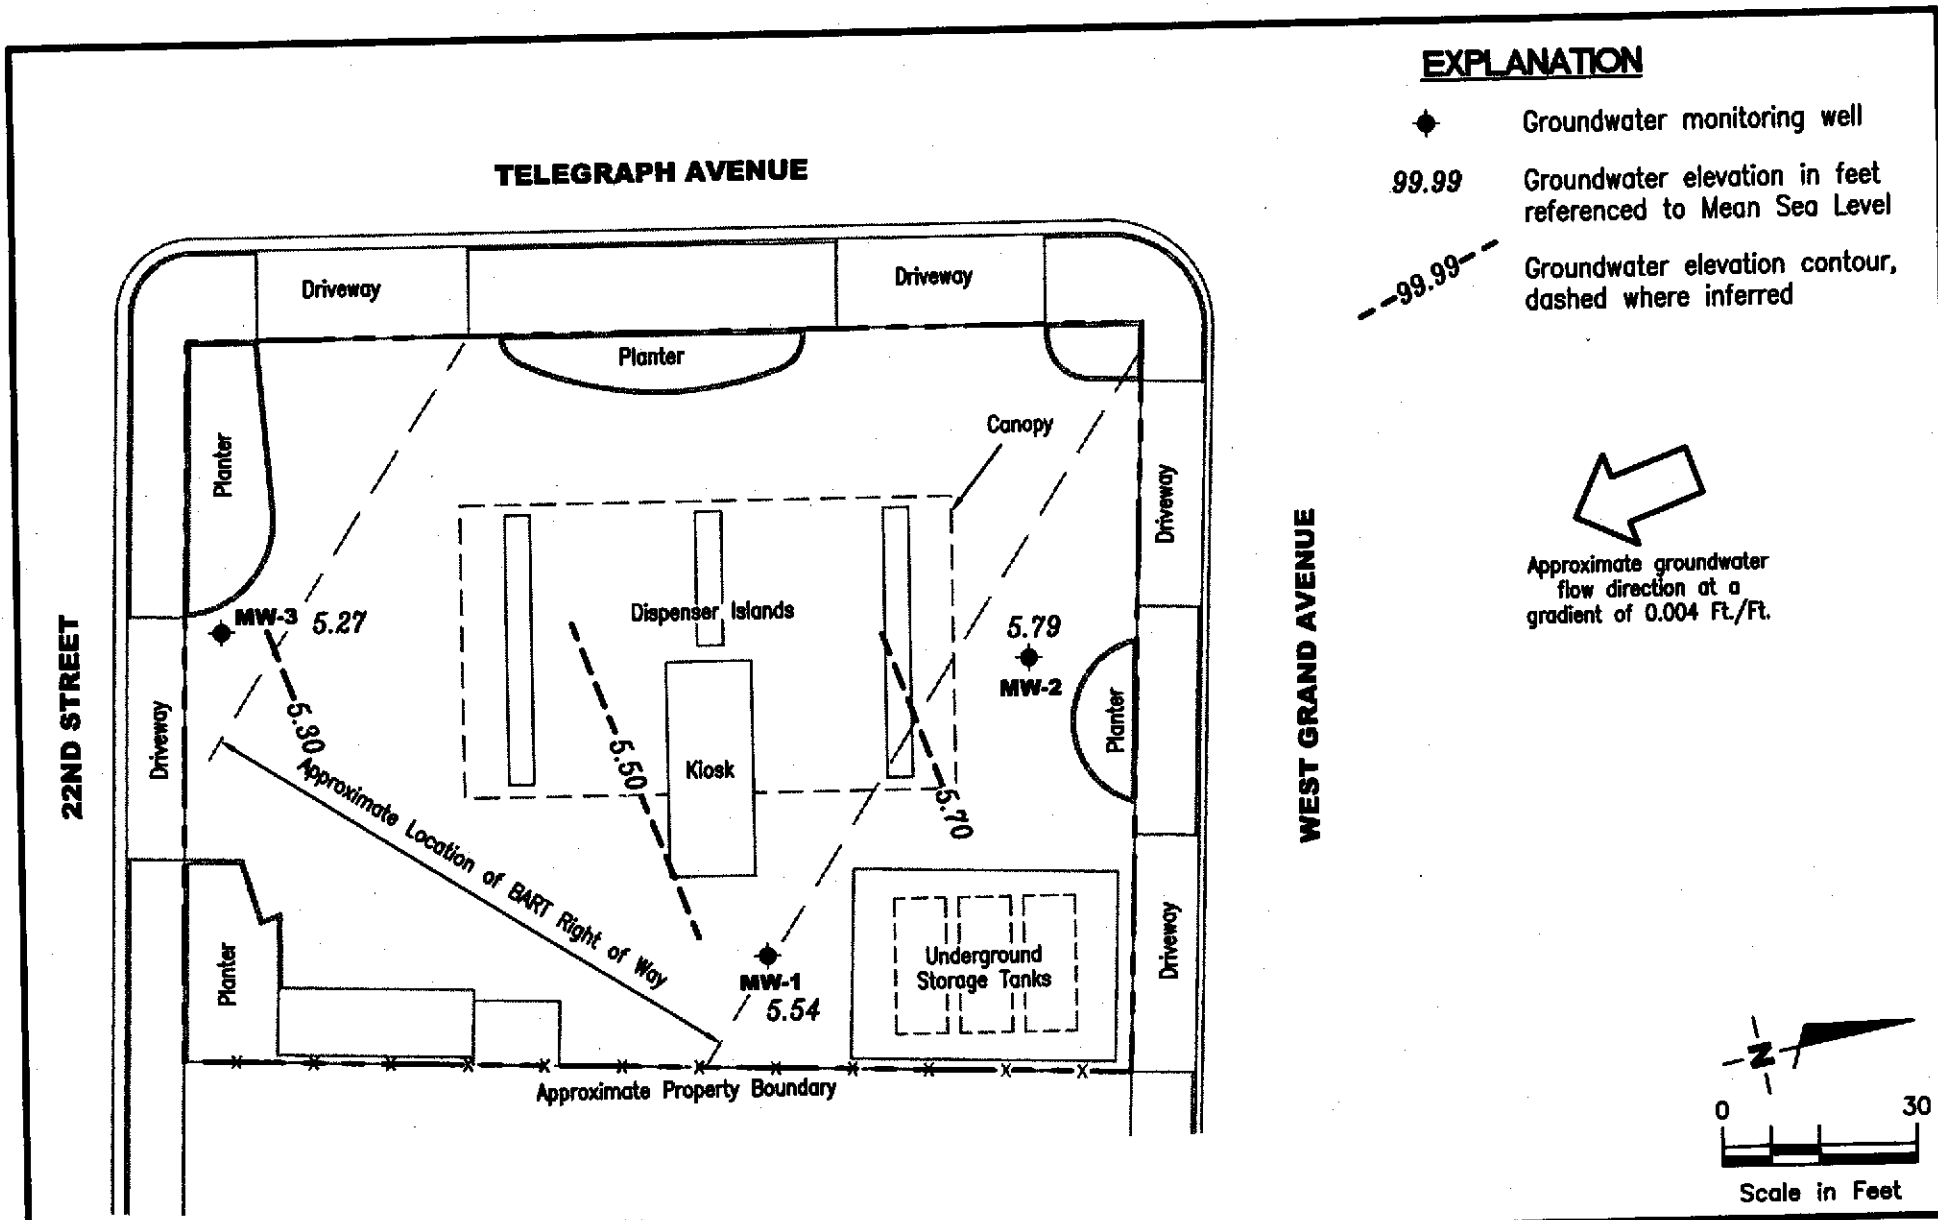 EXPLANATION
Groundwater monitoring well
99.99
Groundwater elevation in feet
referenced to Mean Sea Level
99.99
Groundwater elevation contour,
dashed where inferred
TELEGRAPH AVENUE
Driveway
Driveway
Planter
Planter
Canopy
Driveway
Approximate groundwater
flow direction at a
gradient of 0.004 Ft./Ft.
MW-3 5.27
Dispenser Islands
5.79
MW-2
22ND STREET
WEST GRAND AVENUE
Driveway
5.30
5.50
Kiosk
5.70
Planter
Approximate Location of BART Right of Way
Planter
MW-1
5.54
Underground
Storage Tanks
Driveway
Approximate Property Boundary
N
0 30
Scale in Feet